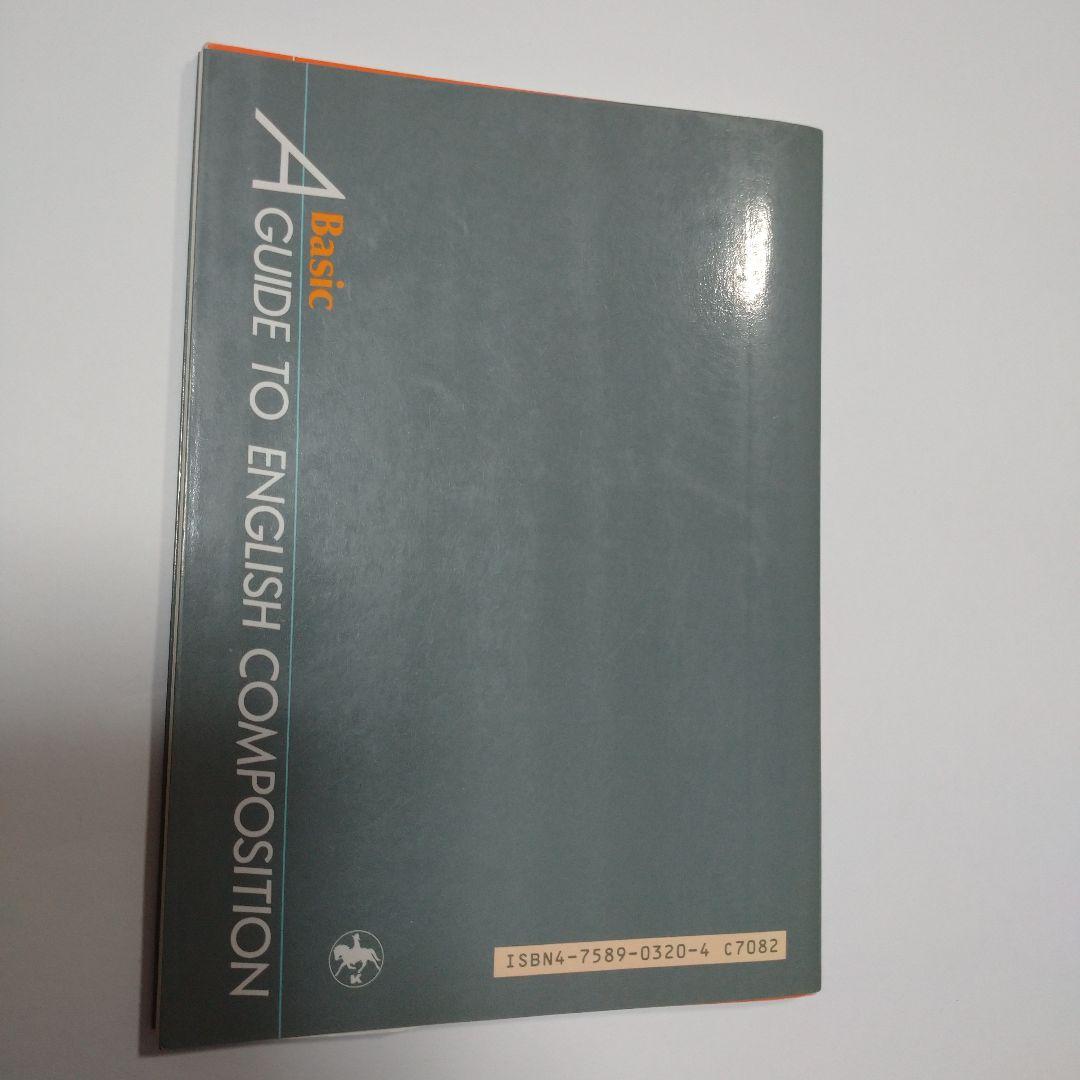 A GUIDE TO ENGLISH COMPOSITION
Basic
K
ISBN4-7589-0320-4 C7082